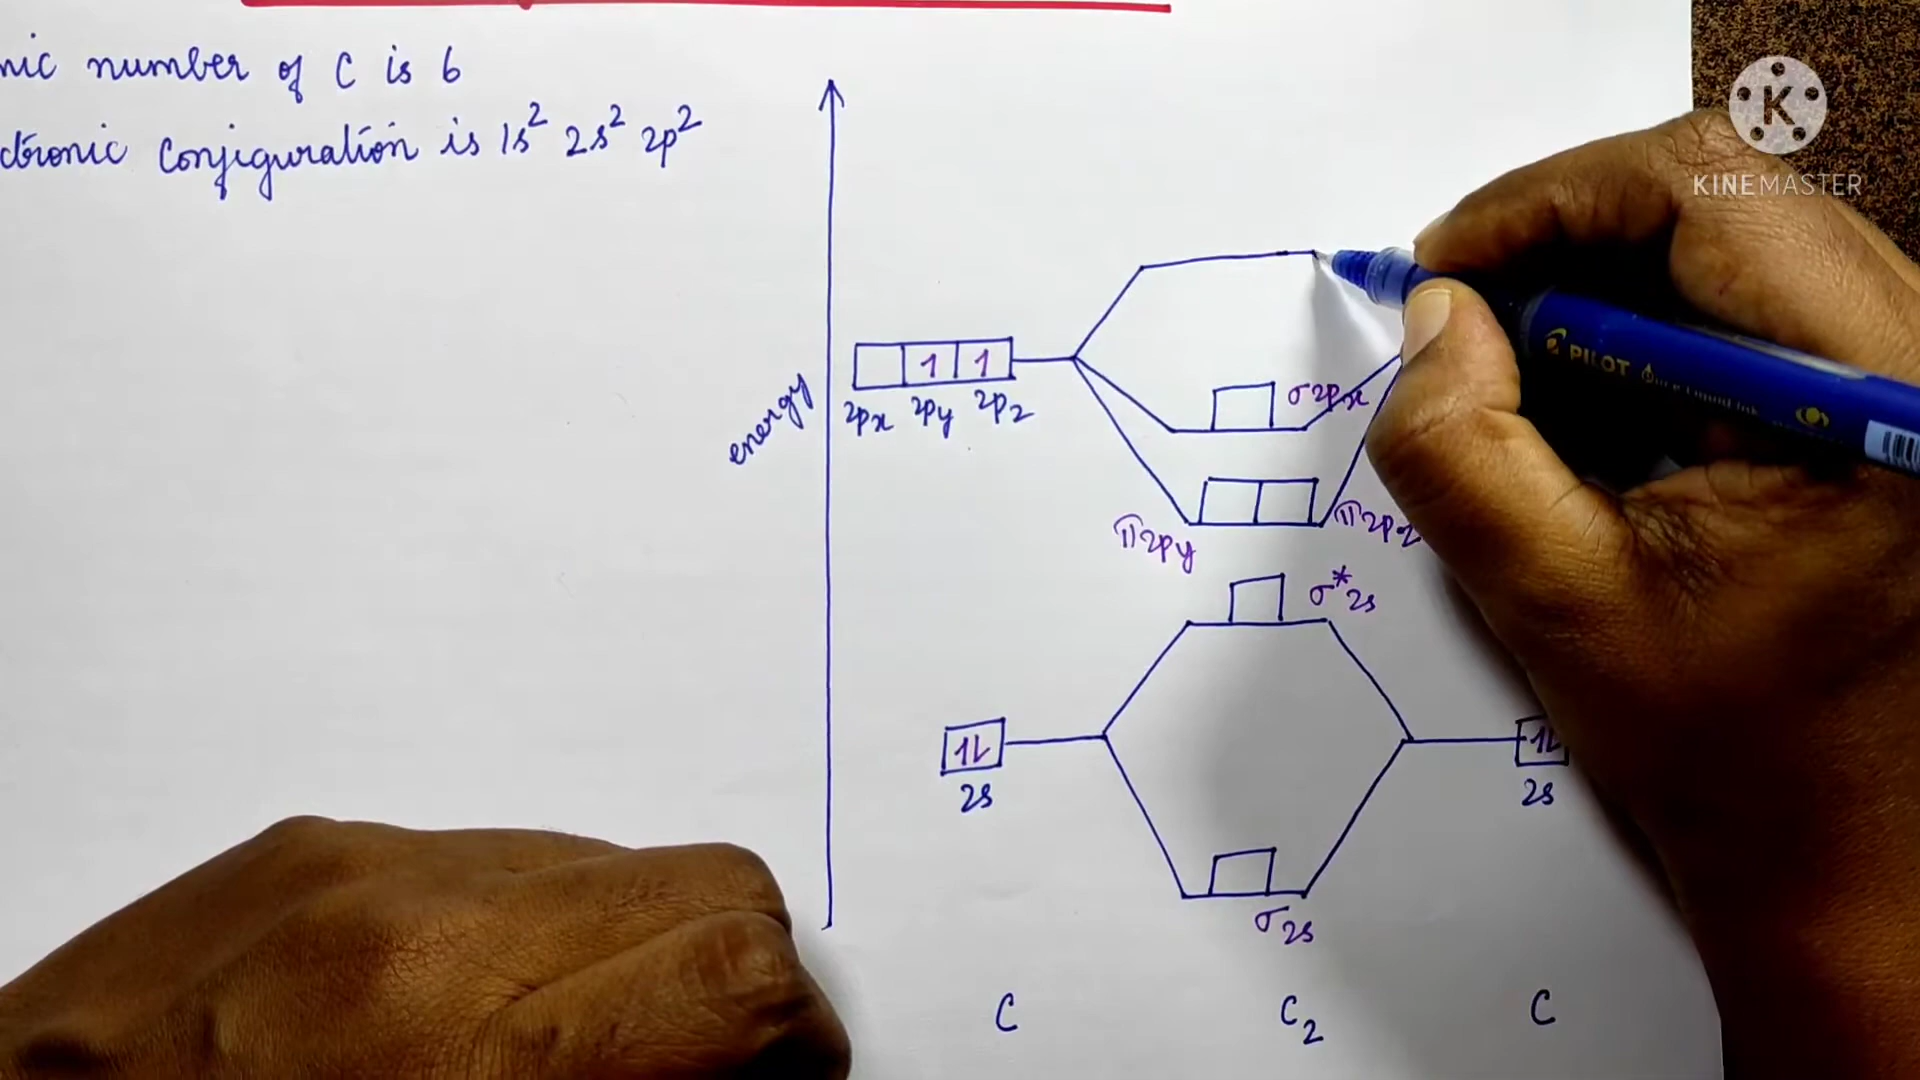 nic number of C is 6
ctronic configuration is 1s² 2s² 2p²
K
KINEMASTER
energy
1 1
2px 2py 2pz
σ2px
π2py π2pz
σ*2s
1L
2s
1L
2s
σ2s
C C₂ C
PILOT